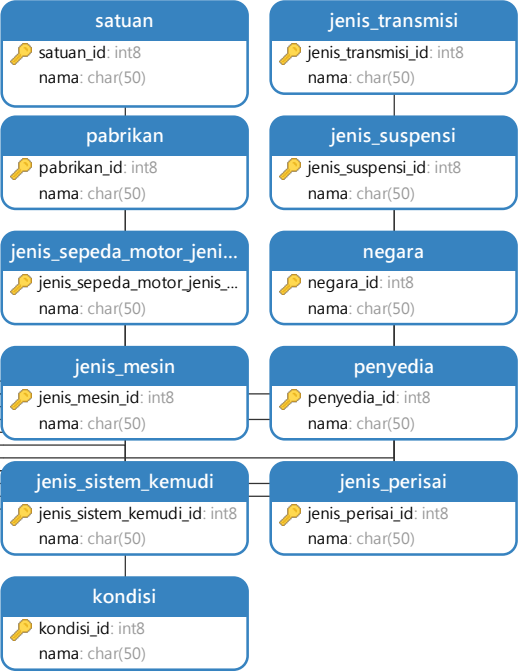 satuan
satuan_id: int8
nama: char(50)
jenis_transmisi
jenis_transmisi_id: int8
nama: char(50)
pabrikan
pabrikan_id: int8
nama: char(50)
jenis_suspensi
jenis_suspensi_id: int8
nama: char(50)
jenis_sepeda_motor_jeni...
jenis_sepeda_motor_jenis_...
nama: char(50)
negara
negara_id: int8
nama: char(50)
jenis_mesin
jenis_mesin_id: int8
nama: char(50)
penyedia
penyedia_id: int8
nama: char(50)
jenis_sistem_kemudi
jenis_sistem_kemudi_id: int8
nama: char(50)
jenis_perisai
jenis_perisai_id: int8
nama: char(50)
kondisi
kondisi_id: int8
nama: char(50)